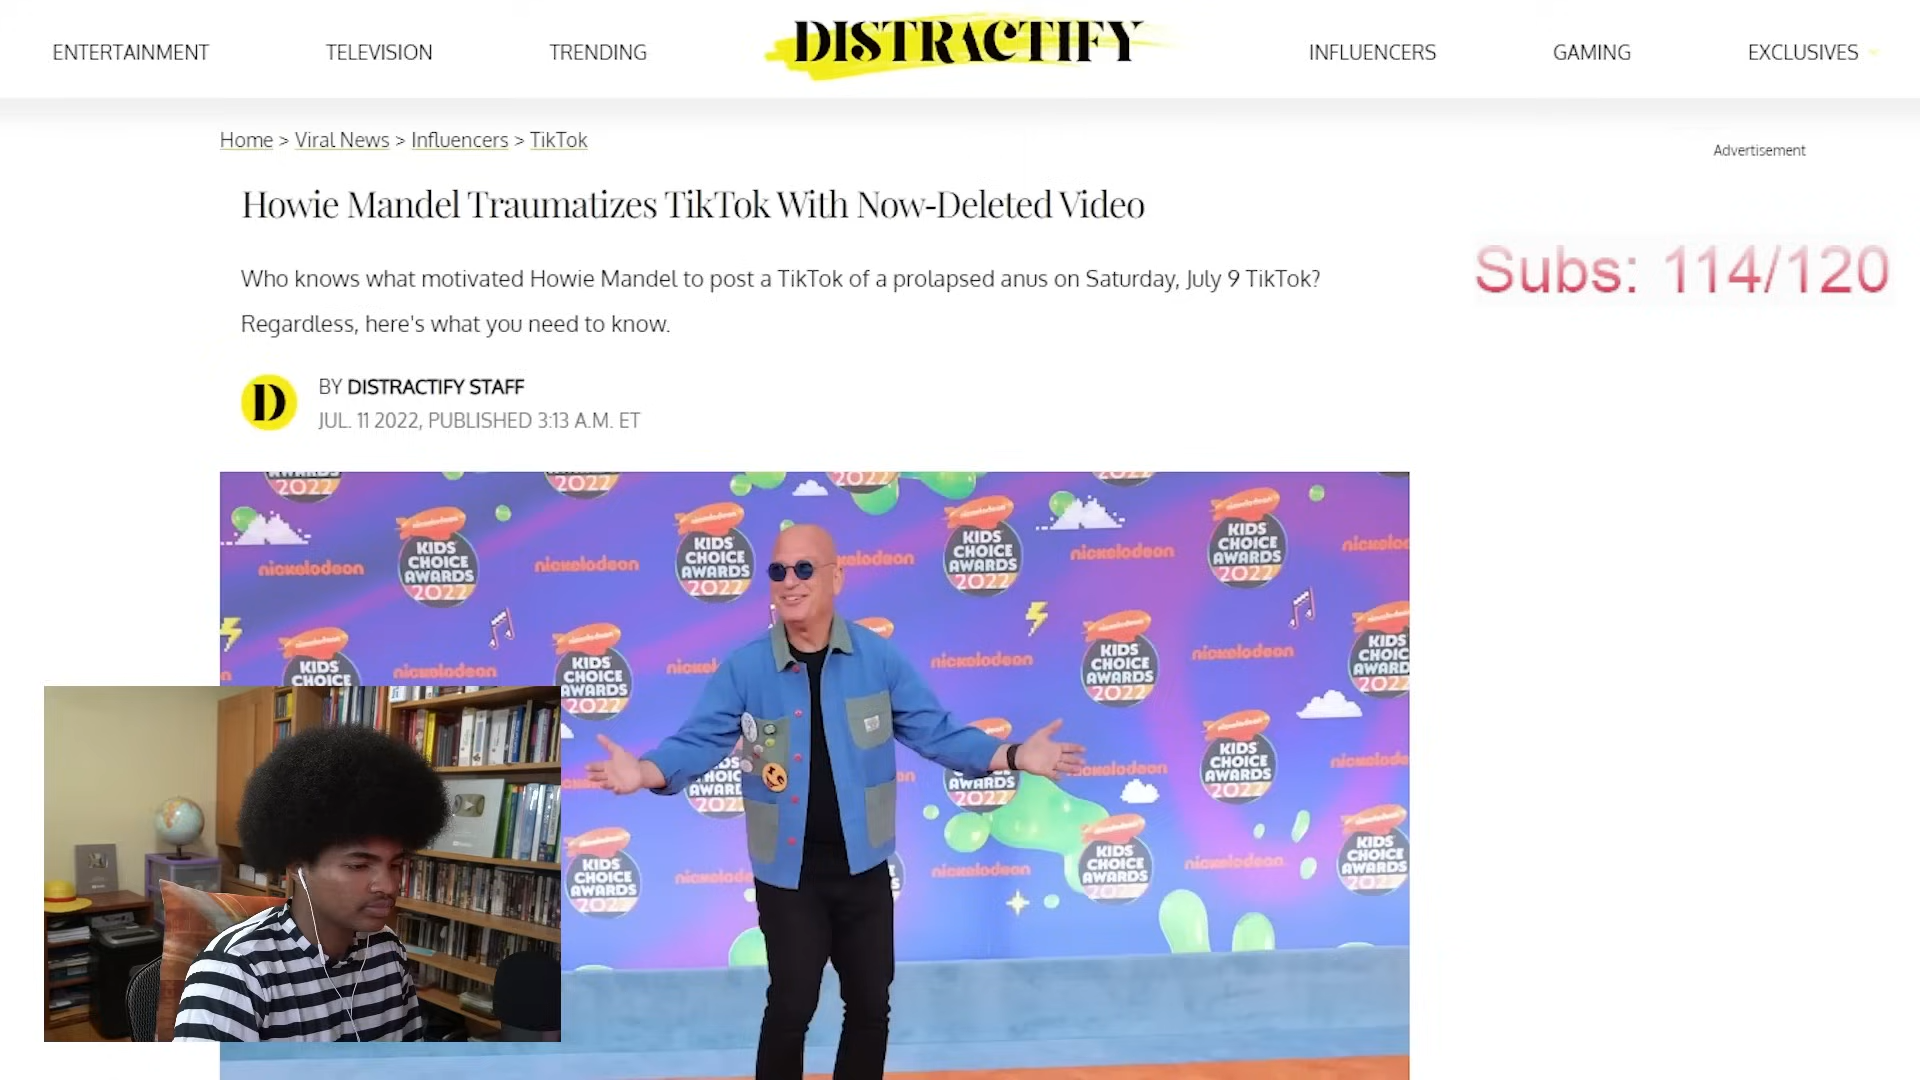 ENTERTAINMENT
TELEVISION
TRENDING
DISTRACTIFY
INFLUENCERS
GAMING
EXCLUSIVES
Home > Viral News > Influencers > TikTok
Advertisement
Howie Mandel Traumatizes TikTok With Now-Deleted Video
Subs: 114/120
Who knows what motivated Howie Mandel to post a TikTok of a prolapsed anus on Saturday, July 9 TikTok?
Regardless, here's what you need to know.
D
BY DISTRACTIFY STAFF
JUL. 11 2022, PUBLISHED 3:13 A.M. ET
nickelodeon
KIDS'
CHOICE
AWARDS
2022